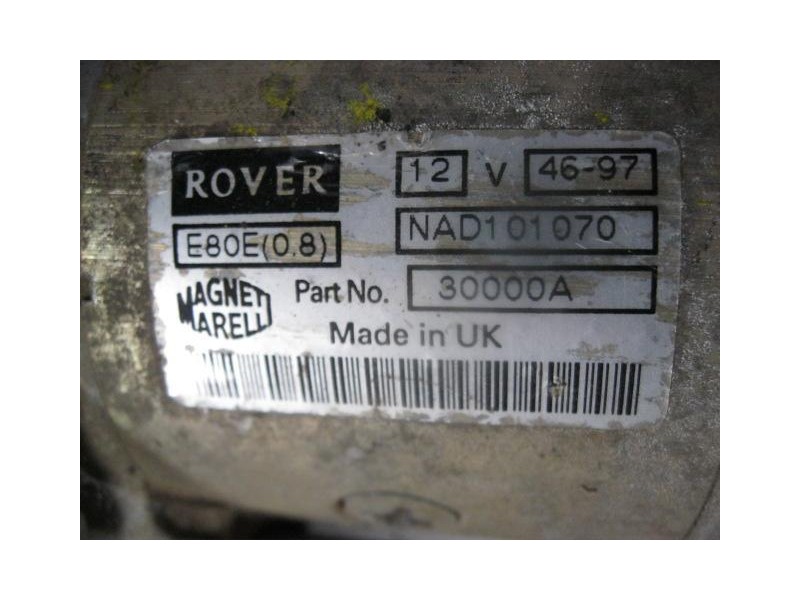 ROVER 12 V 46-97
E80E(0.8) NAD101070
MAGNETI MARELLI Part No. 30000A
Made in UK